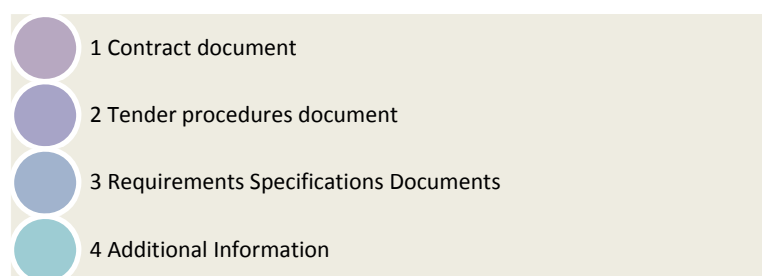 1 Contract document
2 Tender procedures document
3 Requirements Specifications Documents
4 Additional Information